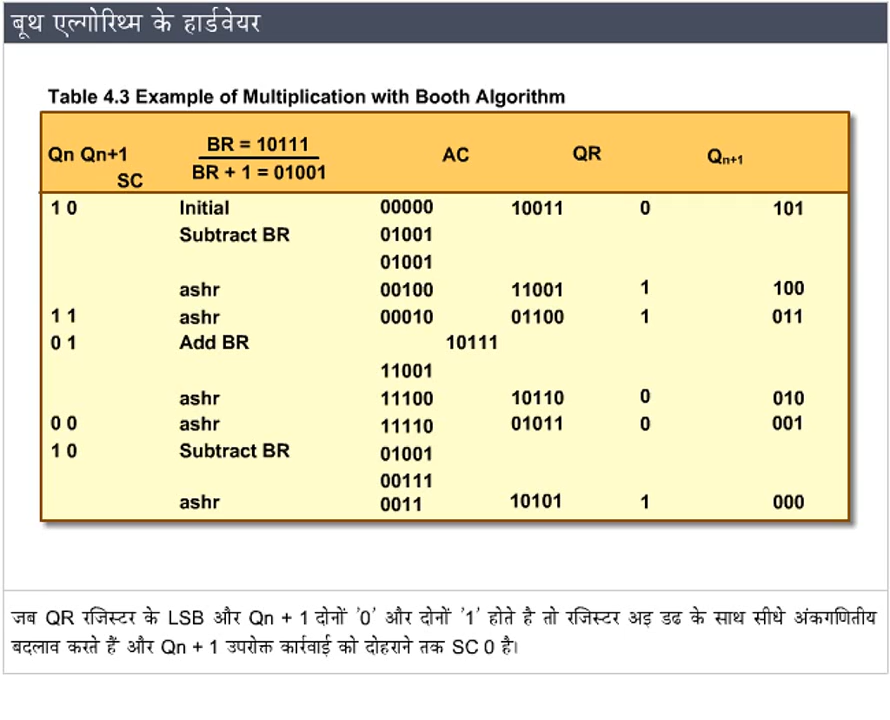 बूथ एल्गोरिथ्म के हार्डवेयर
Table 4.3 Example of Multiplication with Booth Algorithm
Qn Qn+1 BR = 10111 AC QR Qn+1
SC BR + 1 = 01001
1 0 Initial 00000 10011 0 101
Subtract BR 01001
01001
ashr 00100 11001 1 100
1 1 ashr 00010 01100 1 011
0 1 Add BR 10111
11001
ashr 11100 10110 0 010
0 0 ashr 11110 01011 0 001
1 0 Subtract BR 01001
00111
ashr 0011 10101 1 000
जब QR रजिस्टर के LSB और Qn + 1 दोनों '0' और दोनों '1' होते है तो रजिस्टर अइ डढ के साथ सीधे अंकगणितीय
बदलाव करते हैं और Qn + 1 उपरोक्त कार्रवाई को दोहराने तक SC 0 है।